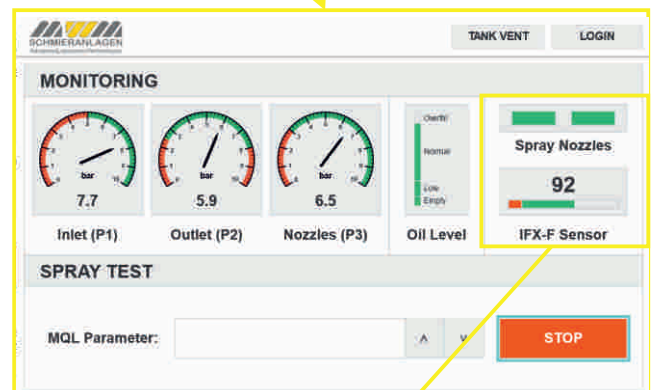 SCHMIERANLAGEN
TANK VENT
LOGIN
MONITORING
Overfill
Normal
Low
Empty
bar
7.7
bar
5.9
bar
6.5
Spray Nozzles
92
Inlet (P1)
Outlet (P2)
Nozzles (P3)
Oil Level
IFX-F Sensor
SPRAY TEST
MQL Parameter:
STOP